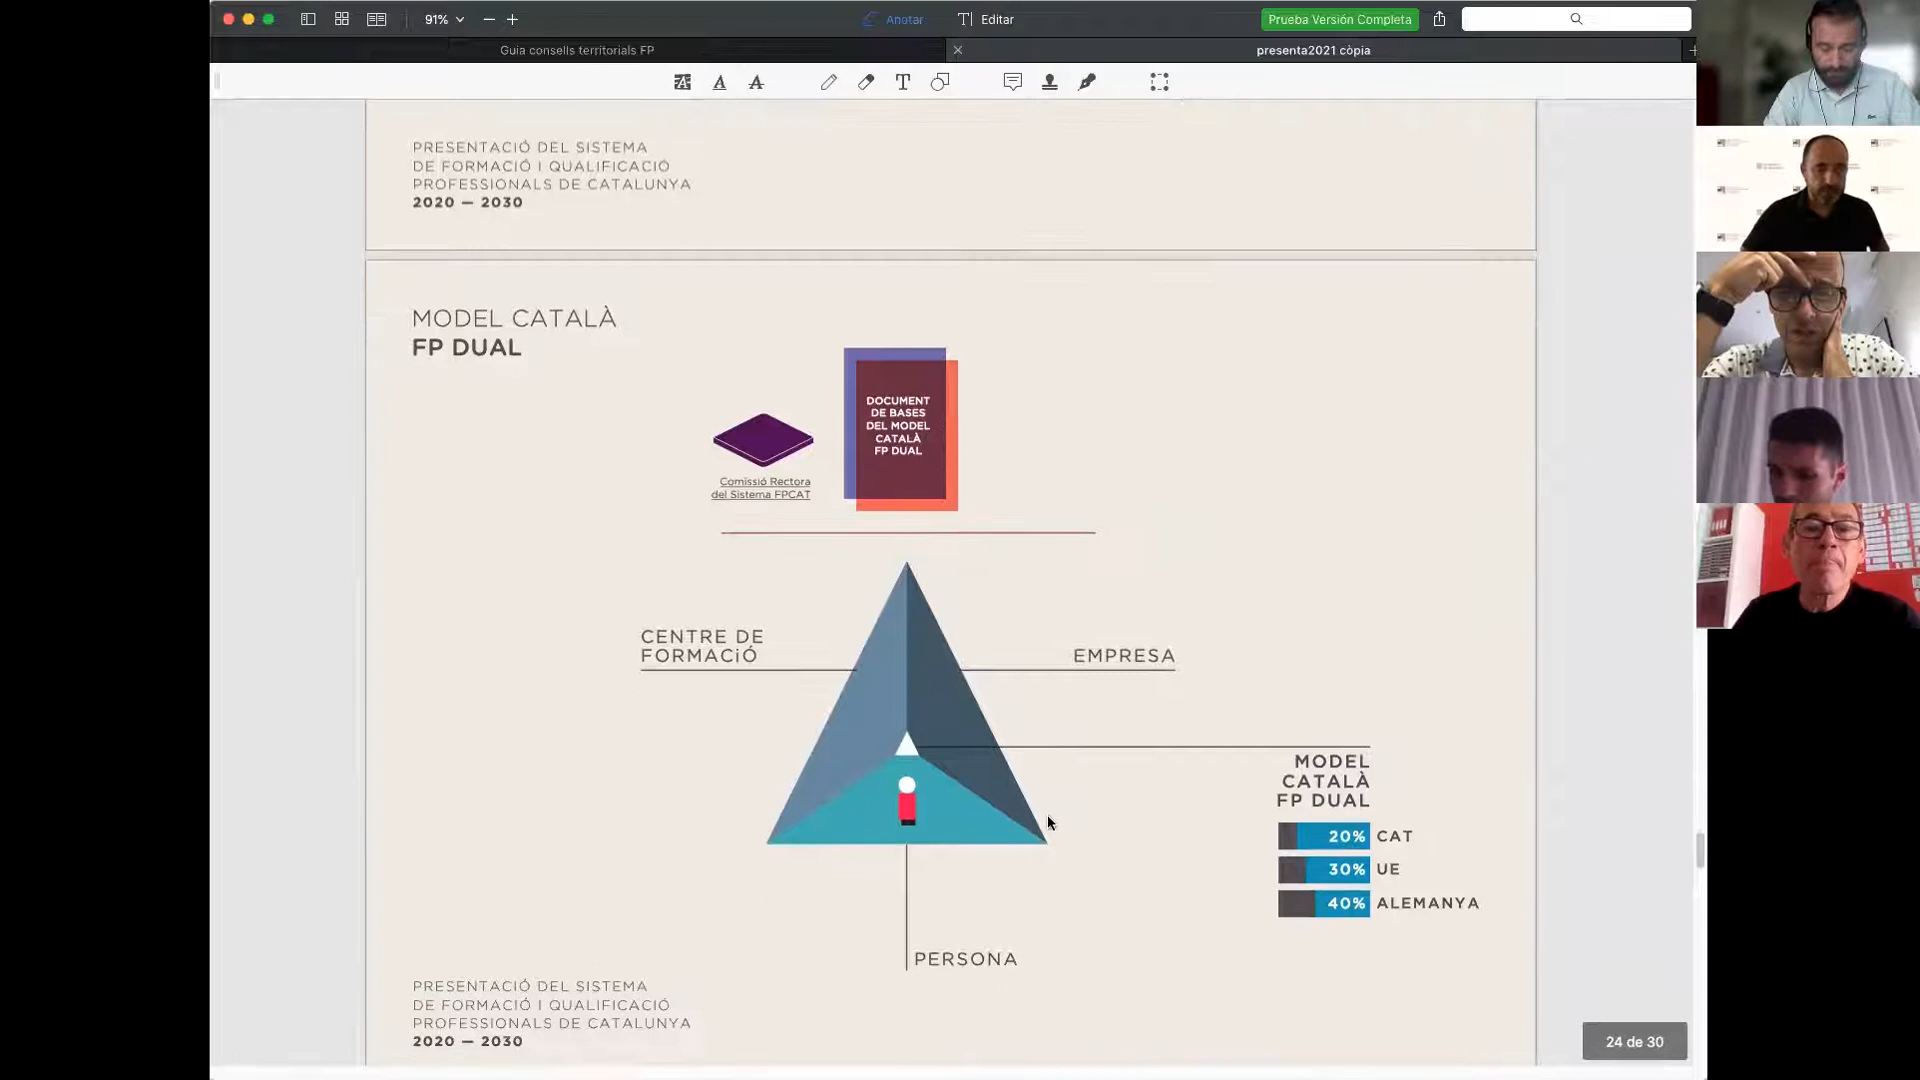 91%
Anotar
Editar
Prueba Versión Completa
Guia consells territorials FP
presenta2021 còpia
PRESENTACIÓ DEL SISTEMA
DE FORMACIÓ I QUALIFICACIÓ
PROFESSIONALS DE CATALUNYA
2020 — 2030
MODEL CATALÀ
FP DUAL
DOCUMENT
DE BASES
DEL MODEL
CATALÀ
FP DUAL
Comissió Rectora
del Sistema FPCAT
CENTRE DE
FORMACiÓ
EMPRESA
MODEL
CATALÀ
FP DUAL
20% CAT
30% UE
40% ALEMANYA
PERSONA
PRESENTACIÓ DEL SISTEMA
DE FORMACIÓ I QUALIFICACIÓ
PROFESSIONALS DE CATALUNYA
2020 — 2030
24 de 30